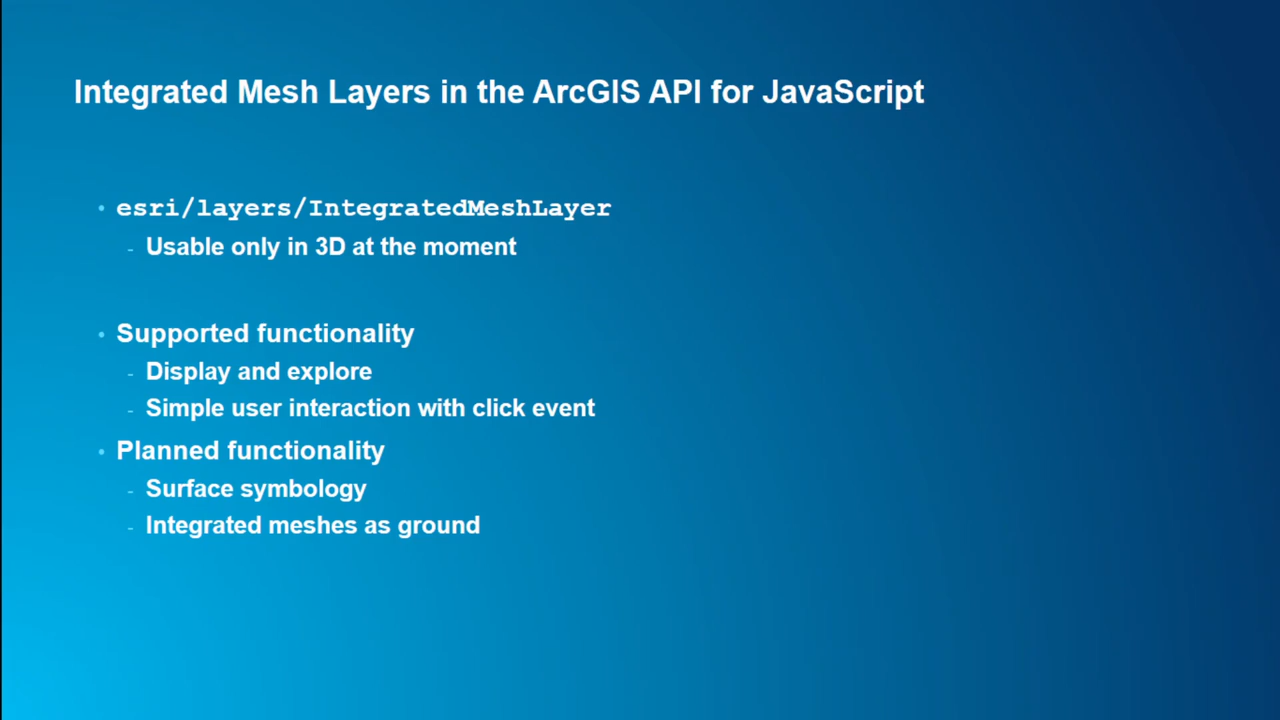 Integrated Mesh Layers in the ArcGIS API for JavaScript
• esri/layers/IntegratedMeshLayer
- Usable only in 3D at the moment
• Supported functionality
- Display and explore
- Simple user interaction with click event
• Planned functionality
- Surface symbology
- Integrated meshes as ground